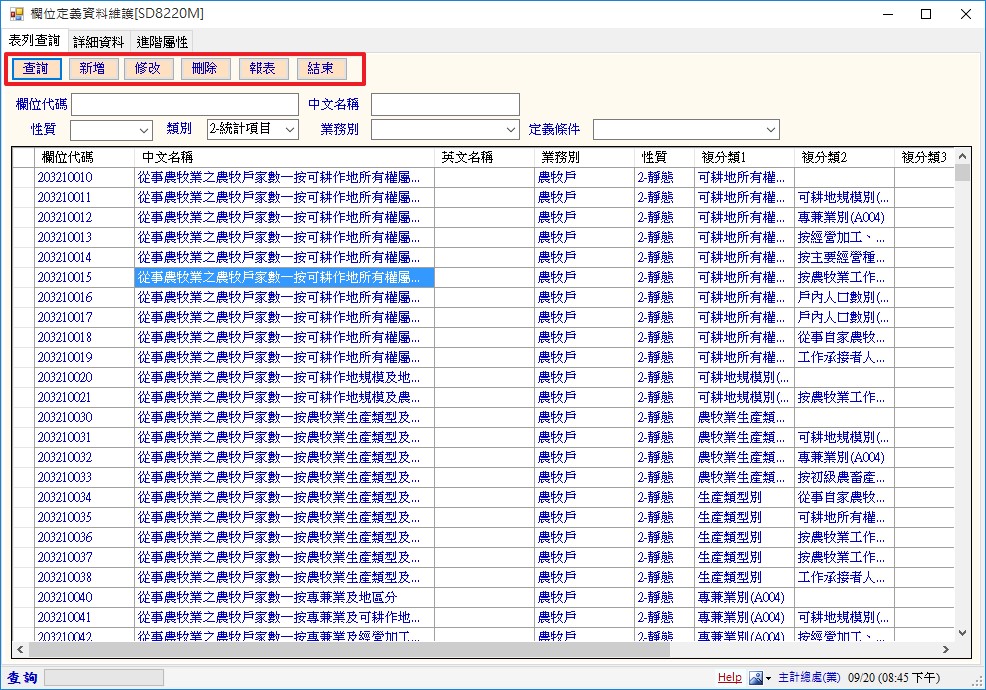 欄位定義資料維護[SD8220M]
表列查詢 詳細資料 進階屬性
查詢 新增 修改 刪除 報表 結束
欄位代碼 中文名稱
性質 類別 2-統計項目 業務別 定義條件
欄位代碼 中文名稱 英文名稱 業務別 性質 複分類1 複分類2 複分類3
203210010 從事農牧業之農牧戶家數一按可耕作地所有權屬... 農牧戶 2-靜態 可耕地所有權...
203210011 從事農牧業之農牧戶家數一按可耕作地所有權屬... 農牧戶 2-靜態 可耕地所有權... 可耕地規模別(...
203210012 從事農牧業之農牧戶家數一按可耕作地所有權屬... 農牧戶 2-靜態 可耕地所有權... 專兼業別(A004)
203210013 從事農牧業之農牧戶家數一按可耕作地所有權屬... 農牧戶 2-靜態 可耕地所有權... 按經營加工、...
203210014 從事農牧業之農牧戶家數一按可耕作地所有權屬... 農牧戶 2-靜態 可耕地所有權... 按主要經營種...
203210015 從事農牧業之農牧戶家數一按可耕作地所有權屬... 農牧戶 2-靜態 可耕地所有權... 按農牧業工作...
203210016 從事農牧業之農牧戶家數一按可耕作地所有權屬... 農牧戶 2-靜態 可耕地所有權... 戶內人口數別(...
203210017 從事農牧業之農牧戶家數一按可耕作地所有權屬... 農牧戶 2-靜態 可耕地所有權... 戶內人口數別(...
203210018 從事農牧業之農牧戶家數一按可耕作地所有權屬... 農牧戶 2-靜態 可耕地所有權... 從事自家農牧...
203210019 從事農牧業之農牧戶家數一按可耕作地所有權屬... 農牧戶 2-靜態 可耕地所有權... 工作承接者人...
203210020 從事農牧業之農牧戶家數一按可耕作地規模及地... 農牧戶 2-靜態 可耕地規模別(...
203210021 從事農牧業之農牧戶家數一按可耕作地規模及農... 農牧戶 2-靜態 可耕地規模別(... 按農牧業工作...
203210030 從事農牧業之農牧戶家數一按農牧業生產類型及... 農牧戶 2-靜態 農牧業生產類...
203210031 從事農牧業之農牧戶家數一按農牧業生產類型及... 農牧戶 2-靜態 農牧業生產類... 可耕地規模別(...
203210032 從事農牧業之農牧戶家數一按農牧業生產類型及... 農牧戶 2-靜態 農牧業生產類... 專兼業別(A004)
203210033 從事農牧業之農牧戶家數一按農牧業生產類型及... 農牧戶 2-靜態 農牧業生產類... 按初級農畜產...
203210034 從事農牧業之農牧戶家數一按農牧業生產類型及... 農牧戶 2-靜態 生產類型別 從事自家農牧...
203210035 從事農牧業之農牧戶家數一按農牧業生產類型及... 農牧戶 2-靜態 生產類型別 可耕地所有權...
203210036 從事農牧業之農牧戶家數一按農牧業生產類型及... 農牧戶 2-靜態 生產類型別 按農牧業工作...
203210037 從事農牧業之農牧戶家數一按農牧業生產類型及... 農牧戶 2-靜態 生產類型別 按農牧業工作...
203210038 從事農牧業之農牧戶家數一按農牧業生產類型及... 農牧戶 2-靜態 生產類型別 工作承接者人...
203210040 從事農牧業之農牧戶家數一按專兼業及地區分 農牧戶 2-靜態 專兼業別(A004)
203210041 從事農牧業之農牧戶家數一按專兼業及可耕作地... 農牧戶 2-靜態 專兼業別(A004) 可耕地規模別(...
203210042 從事農牧業之農牧戶家數一按專兼業及經營加工... 農牧戶 2-靜態 專兼業別(A004) 按經營加工、...
查詢 Help 主計總處(業) 09/20 (08:45 下午)